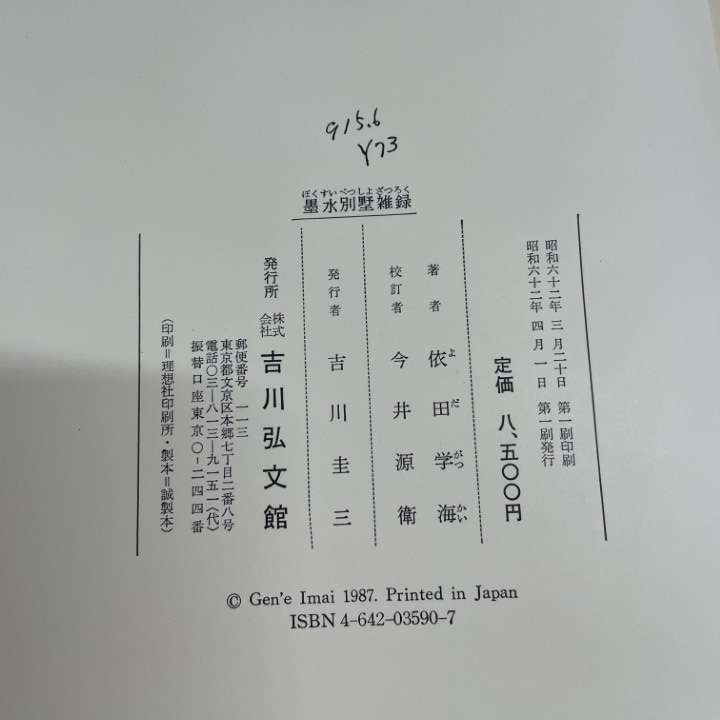 915.6
Y73
ぼくすいべつしよざつろく
墨水別墅雑録
昭和六十二年 三月二十日 第一刷印刷
昭和六十二年 四月 一日 第一刷発行
定価 八、五〇〇円
著者 依田学海
よだがつかい
校訂者 今井源衛
発行者 吉川圭三
発行所 株式会社 吉川弘文館
郵便番号 一一三
東京都文京区本郷七丁目二番八号
電話〇三―八一三―九一五一〈代〉
振替口座東京〇―二四四番
(印刷=理想社印刷所・製本=誠製本)
© Gen'e Imai 1987. Printed in Japan
ISBN 4-642-03590-7